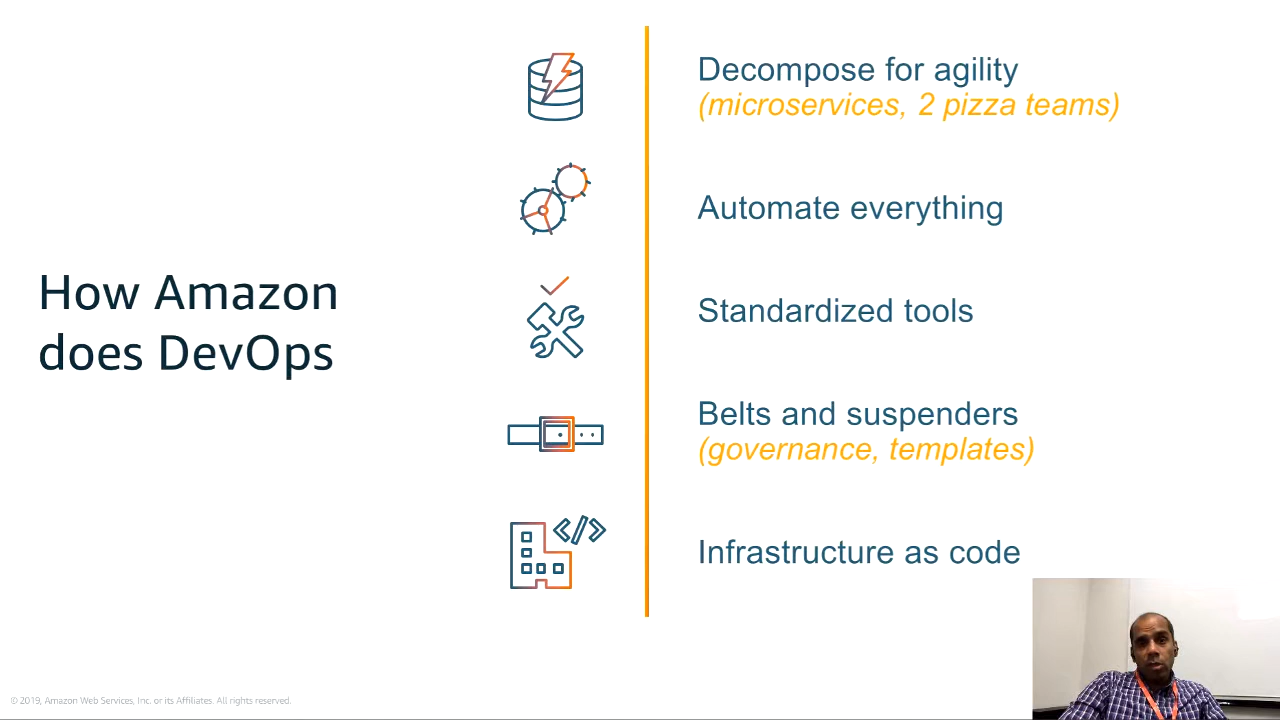 How Amazon
does DevOps
Decompose for agility
(microservices, 2 pizza teams)
Automate everything
Standardized tools
Belts and suspenders
(governance, templates)
Infrastructure as code
© 2019, Amazon Web Services, Inc. or its Affiliates. All rights reserved.